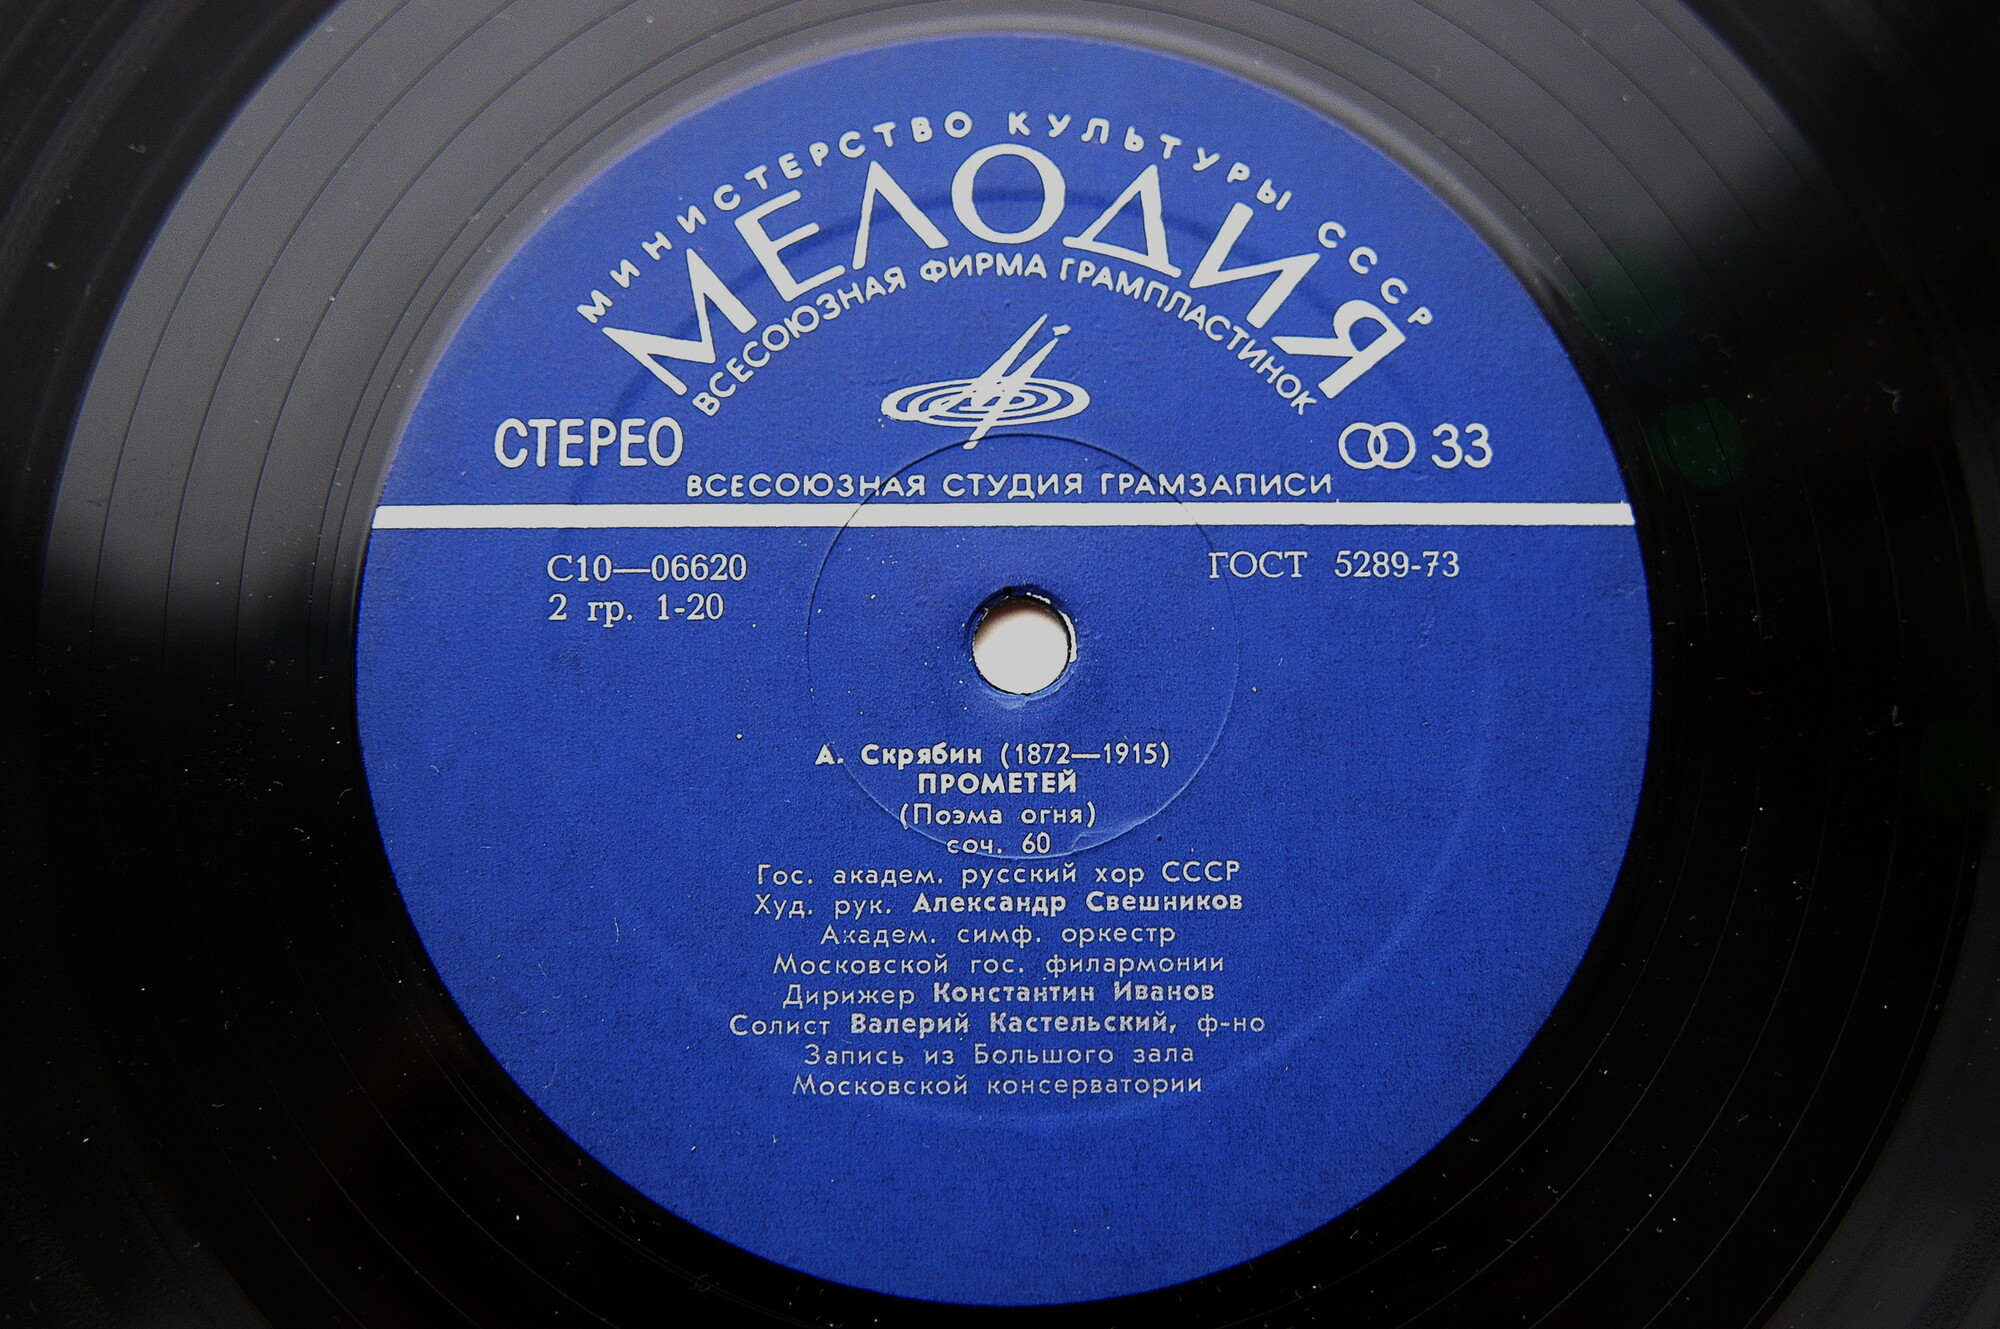 МИНИСТЕРСТВО КУЛЬТУРЫ СССР
МЕЛОДИЯ
ВСЕСОЮЗНАЯ ФИРМА ГРАМПЛАСТИНОК
СТЕРЕО
33
ВСЕСОЮЗНАЯ СТУДИЯ ГРАМЗАПИСИ
С10—06620
ГОСТ 5289-73
2 гр. 1-20
А. Скрябин (1872—1915)
ПРОМЕТЕЙ
(Поэма огня)
соч. 60
Гос. академ. русский хор СССР
Худ. рук. Александр Свешников
Академ. симф. оркестр
Московской гос. филармонии
Дирижер Константин Иванов
Солист Валерий Кастельский, ф-но
Запись из Большого зала
Московской консерватории